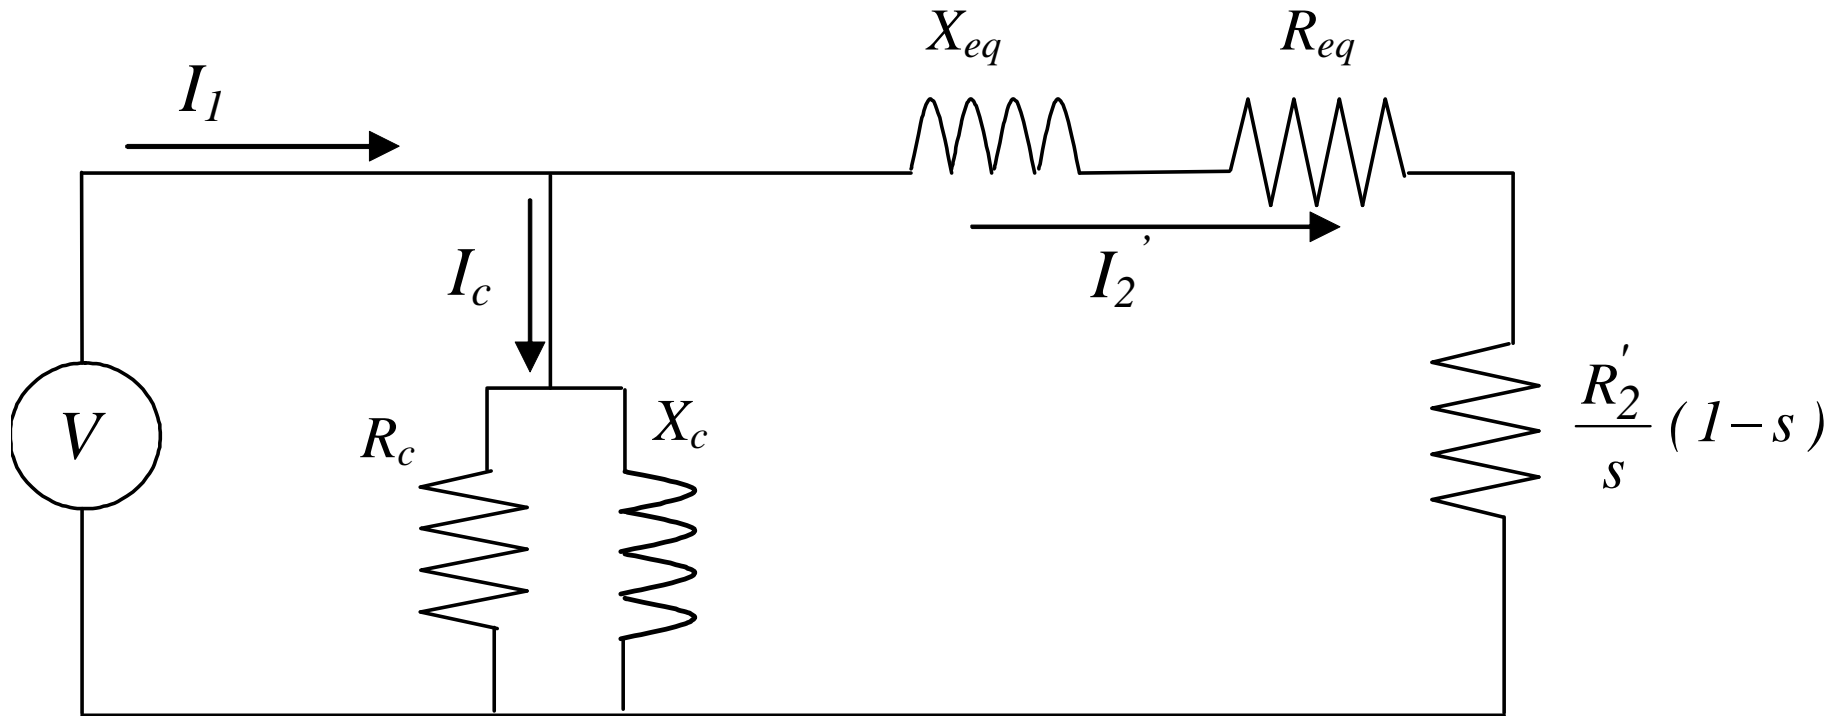 X_eq
R_eq
I_1
I_c
I_2'
V
R_c
X_c
R_2'/s (1-s)